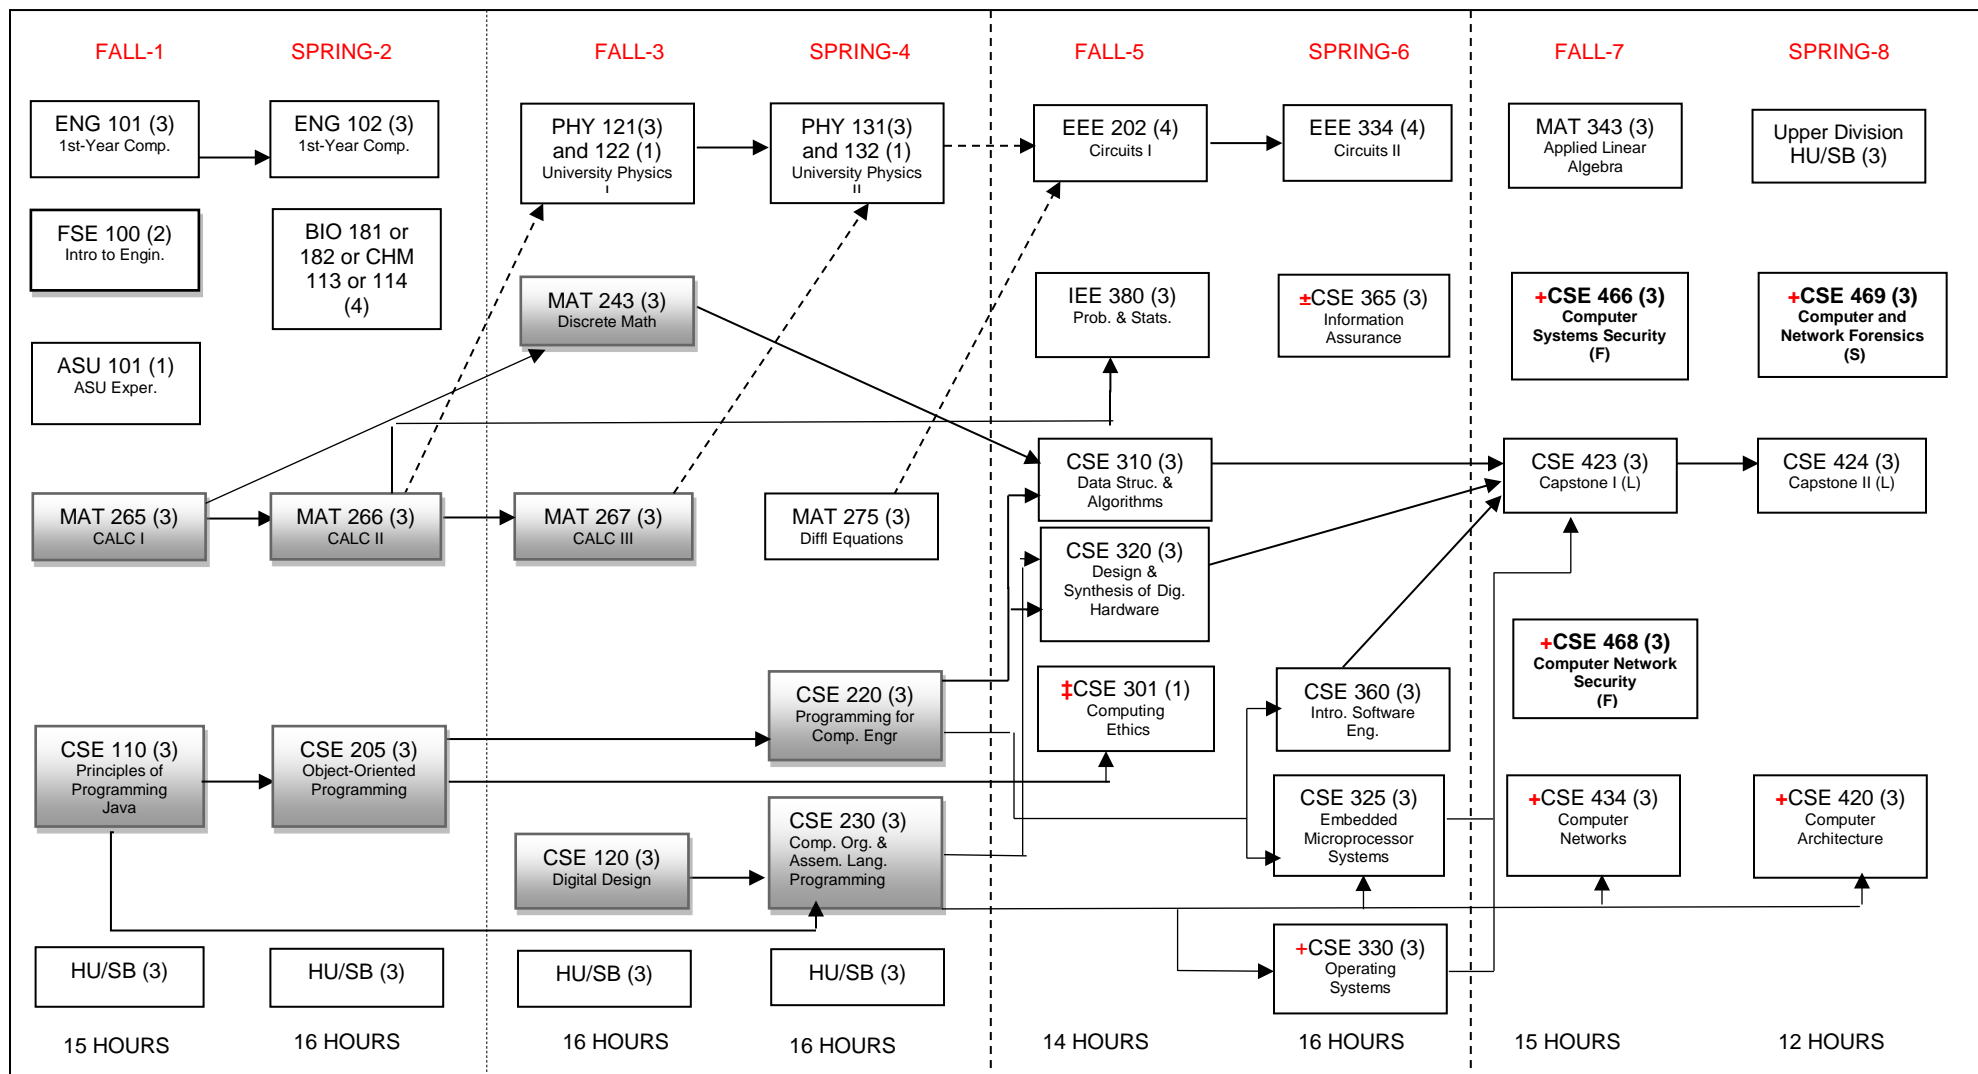 FALL-1
SPRING-2
FALL-3
SPRING-4
FALL-5
SPRING-6
FALL-7
SPRING-8
ENG 101 (3)
1st-Year Comp.
ENG 102 (3)
1st-Year Comp.
PHY 121(3)
and 122 (1)
University Physics
I
PHY 131(3)
and 132 (1)
University Physics
II
EEE 202 (4)
Circuits I
EEE 334 (4)
Circuits II
MAT 343 (3)
Applied Linear
Algebra
Upper Division
HU/SB (3)
FSE 100 (2)
Intro to Engin.
BIO 181 or
182 or CHM
113 or 114
(4)
MAT 243 (3)
Discrete Math
IEE 380 (3)
Prob. & Stats.
±CSE 365 (3)
Information
Assurance
+CSE 466 (3)
Computer
Systems Security
(F)
+CSE 469 (3)
Computer and
Network Forensics
(S)
ASU 101 (1)
ASU Exper.
MAT 265 (3)
CALC I
MAT 266 (3)
CALC II
MAT 267 (3)
CALC III
MAT 275 (3)
Diffl Equations
CSE 310 (3)
Data Struc. &
Algorithms
CSE 423 (3)
Capstone I (L)
CSE 424 (3)
Capstone II (L)
CSE 320 (3)
Design &
Synthesis of Dig.
Hardware
CSE 220 (3)
Programming for
Comp. Engr
‡CSE 301 (1)
Computing
Ethics
CSE 360 (3)
Intro. Software
Eng.
+CSE 468 (3)
Computer Network
Security
(F)
CSE 110 (3)
Principles of
Programming
Java
CSE 205 (3)
Object-Oriented
Programming
CSE 120 (3)
Digital Design
CSE 230 (3)
Comp. Org. &
Assem. Lang.
Programming
CSE 325 (3)
Embedded
Microprocessor
Systems
+CSE 434 (3)
Computer
Networks
+CSE 420 (3)
Computer
Architecture
HU/SB (3)
HU/SB (3)
HU/SB (3)
HU/SB (3)
+CSE 330 (3)
Operating
Systems
15 HOURS
16 HOURS
16 HOURS
16 HOURS
14 HOURS
16 HOURS
15 HOURS
12 HOURS